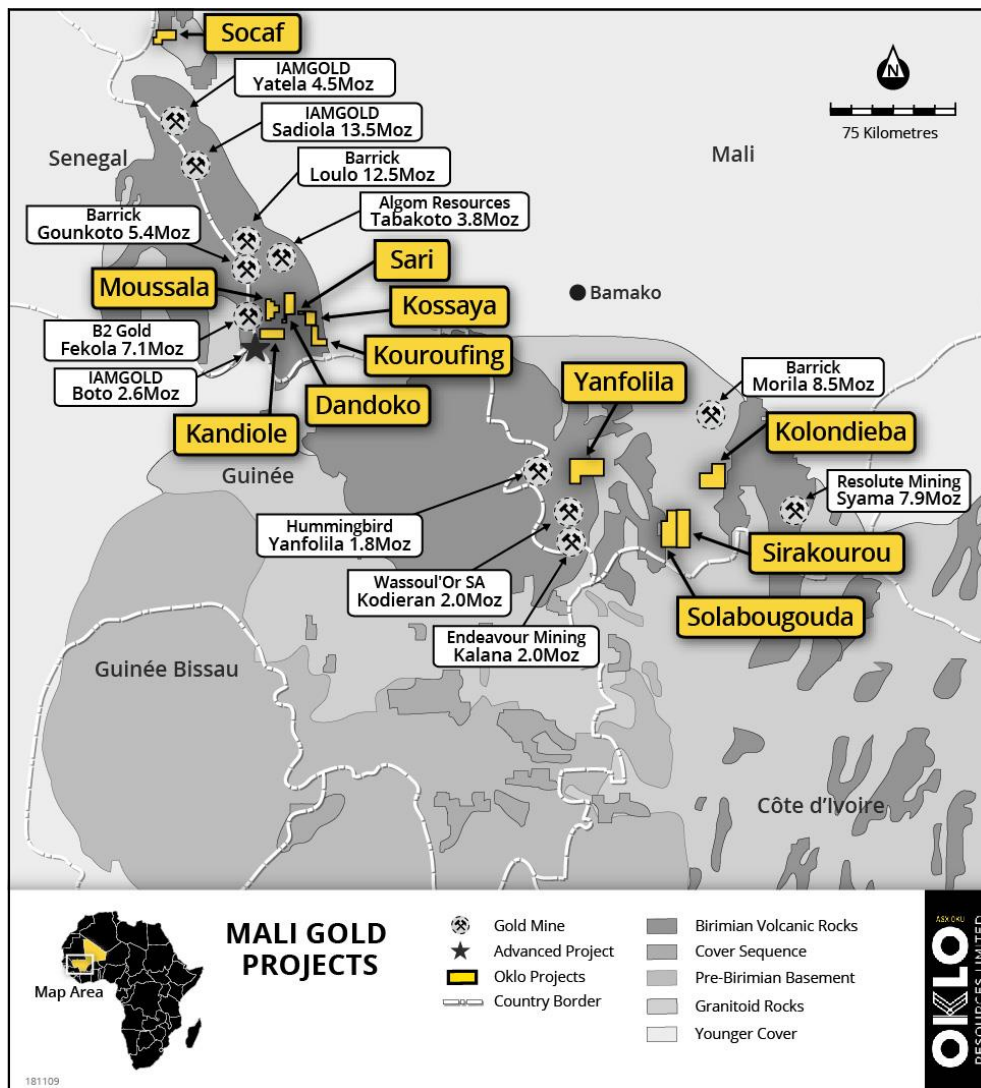 Socaf
IAMGOLD
Yatela 4.5Moz
N
75 Kilometres
IAMGOLD
Sadiola 13.5Moz
Senegal
Mali
Barrick
Loulo 12.5Moz
Algom Resources
Tabakoto 3.8Moz
Barrick
Gounkoto 5.4Moz
Sari
Moussala
Kossaya
Bamako
B2 Gold
Fekola 7.1Moz
Kouroufing
IAMGOLD
Boto 2.6Moz
Dandoko
Yanfolila
Barrick
Morila 8.5Moz
Kandiole
Kolondieba
Guinée
Resolute Mining
Syama 7.9Moz
Hummingbird
Yanfolila 1.8Moz
Sirakourou
Wassoul'Or SA
Kodieran 2.0Moz
Solabougouda
Endeavour Mining
Kalana 2.0Moz
Guinée Bissau
Côte d'Ivoire
Map Area
MALI GOLD
PROJECTS
Gold Mine
Advanced Project
Oklo Projects
Country Border
Birimian Volcanic Rocks
Cover Sequence
Pre-Birimian Basement
Granitoid Rocks
Younger Cover
ASX:OKU
OKLO
RESOURCES LIMITED
181109